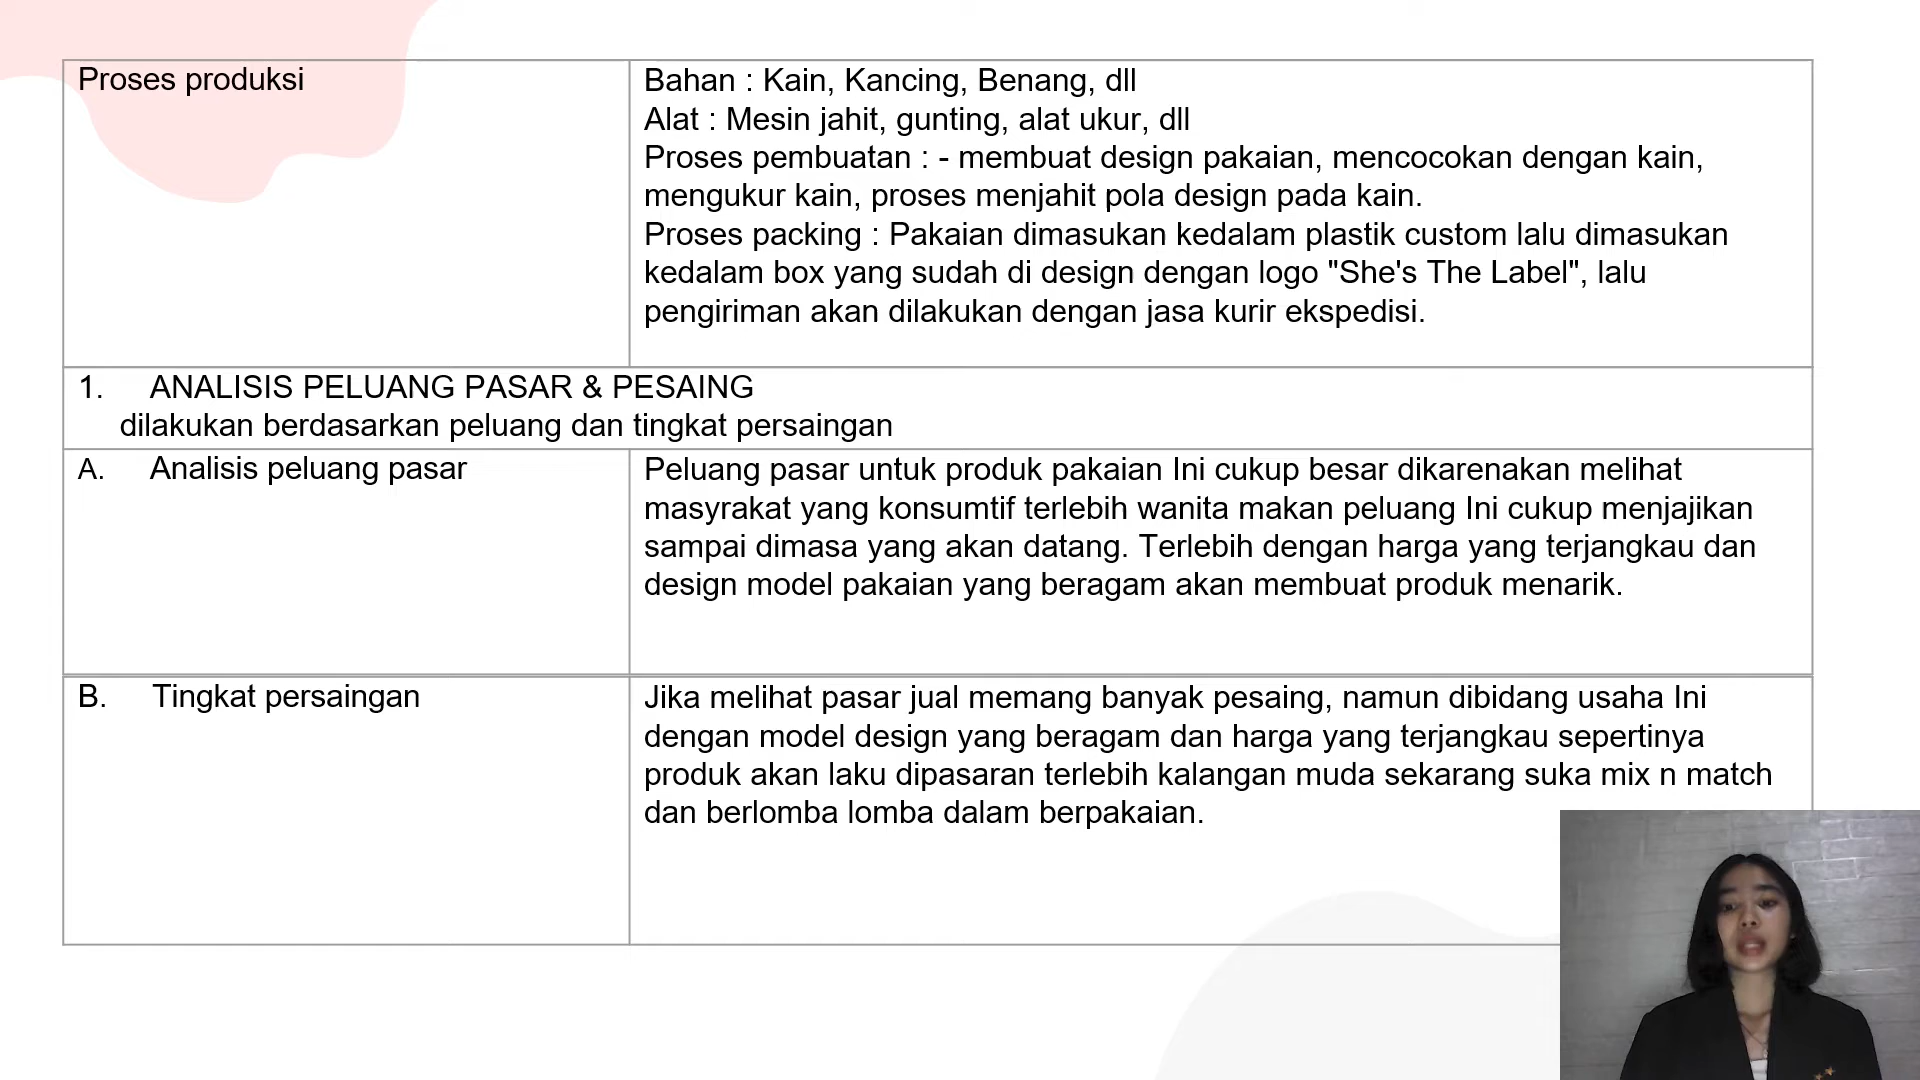 Proses produksi
Bahan : Kain, Kancing, Benang, dll
Alat : Mesin jahit, gunting, alat ukur, dll
Proses pembuatan : - membuat design pakaian, mencocokan dengan kain,
mengukur kain, proses menjahit pola design pada kain.
Proses packing : Pakaian dimasukan kedalam plastik custom lalu dimasukan
kedalam box yang sudah di design dengan logo "She's The Label", lalu
pengiriman akan dilakukan dengan jasa kurir ekspedisi.
1. ANALISIS PELUANG PASAR & PESAING
dilakukan berdasarkan peluang dan tingkat persaingan
A. Analisis peluang pasar
Peluang pasar untuk produk pakaian Ini cukup besar dikarenakan melihat
masyrakat yang konsumtif terlebih wanita makan peluang Ini cukup menjajikan
sampai dimasa yang akan datang. Terlebih dengan harga yang terjangkau dan
design model pakaian yang beragam akan membuat produk menarik.
B. Tingkat persaingan
Jika melihat pasar jual memang banyak pesaing, namun dibidang usaha Ini
dengan model design yang beragam dan harga yang terjangkau sepertinya
produk akan laku dipasaran terlebih kalangan muda sekarang suka mix n match
dan berlomba lomba dalam berpakaian.